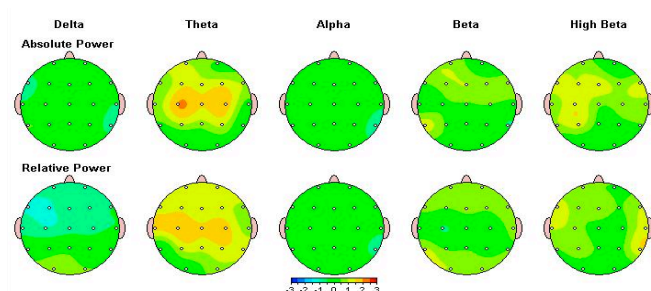 Delta Theta Alpha Beta High Beta
Absolute Power
Relative Power
-3 -2 -1 0 1 2 3